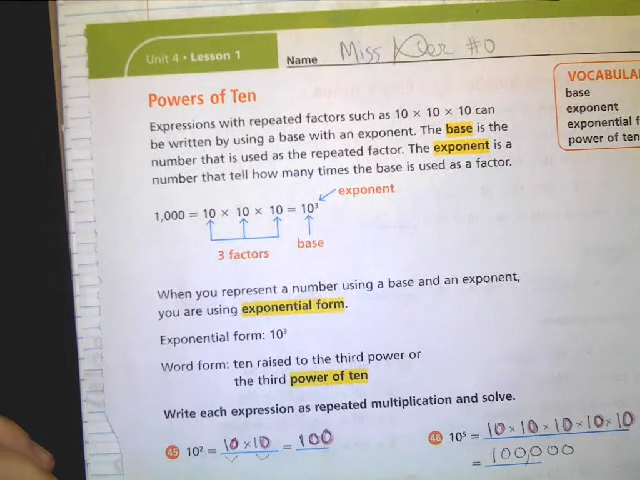 Unit 4 • Lesson 1
Name Miss #0
Powers of Ten
Expressions with repeated factors such as 10 × 10 × 10 can
be written by using a base with an exponent. The base is the
number that is used as the repeated factor. The exponent is a
number that tell how many times the base is used as a factor.
VOCABULAR
base
exponent
exponential f
power of ten
exponent
1,000 = 10 × 10 × 10 = 10³
3 factors
base
When you represent a number using a base and an exponent,
you are using exponential form.
Exponential form: 10³
Word form: ten raised to the third power or
the third power of ten
Write each expression as repeated multiplication and solve.
45 10² = 10 × 10 = 100
46 10⁵ = 10 × 10 × 10 × 10 × 10
= 100,000